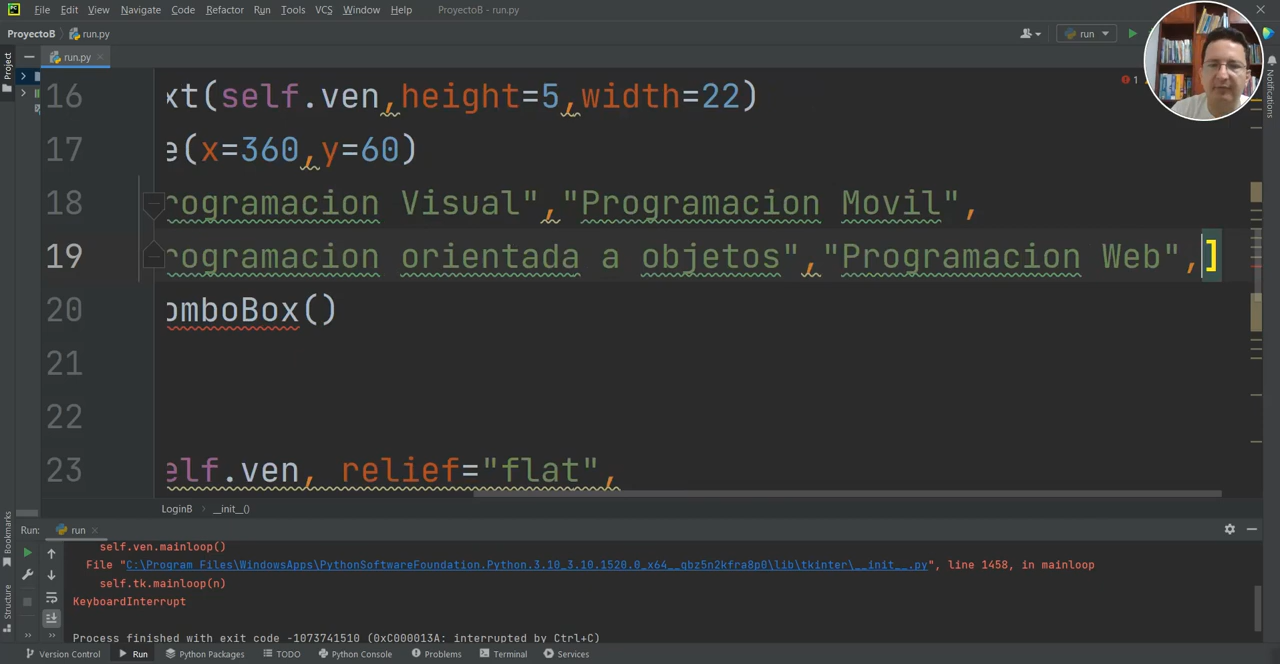 File Edit View Navigate Code Refactor Run Tools VCS Window Help ProyectoB - run.py
ProyectoB run.py run
Project
run.py
1
Notifications
16 xt(self.ven,height=5,width=22)
17 e(x=360,y=60)
18 rogramacion Visual","Programacion Movil",
19 rogramacion orientada a objetos","Programacion Web",]
20 omboBox()
21
22
23 elf.ven, relief="flat",
LoginB › __init__()
Run: run
self.ven.mainloop()
File "C:\Program Files\WindowsApps\PythonSoftwareFoundation.Python.3.10_3.10.1520.0_x64__qbz5n2kfra8p0\lib\tkinter\__init__.py", line 1458, in mainloop
self.tk.mainloop(n)
KeyboardInterrupt
Process finished with exit code -1073741510 (0xC000013A: interrupted by Ctrl+C)
Bookmarks
Structure
Version Control Run Python Packages TODO Python Console Problems Terminal Services